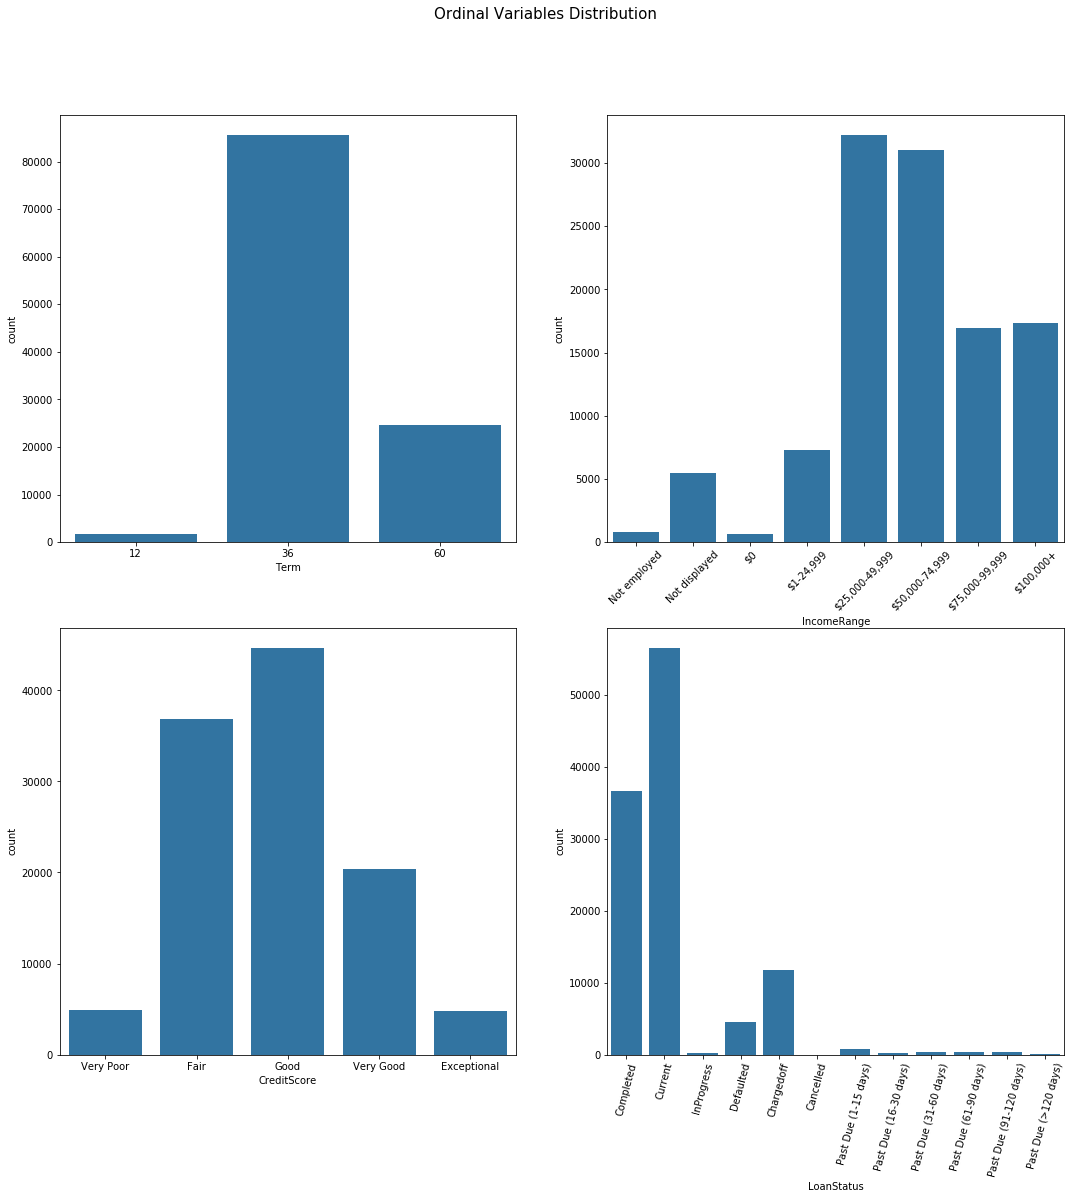 Ordinal Variables Distribution
80000
70000
60000
50000
40000
30000
20000
10000
0
count
12 36 60
Term
30000
25000
20000
15000
10000
5000
0
count
Not employed Not displayed $0 $1-24,999 $25,000-49,999 $50,000-74,999 $75,000-99,999 $100,000+
IncomeRange
40000
30000
20000
10000
0
count
Very Poor Fair Good Very Good Exceptional
CreditScore
50000
40000
30000
20000
10000
0
count
Completed Current InProgress Defaulted Chargedoff Cancelled Past Due (1-15 days) Past Due (16-30 days) Past Due (31-60 days) Past Due (61-90 days) Past Due (91-120 days) Past Due (>120 days)
LoanStatus